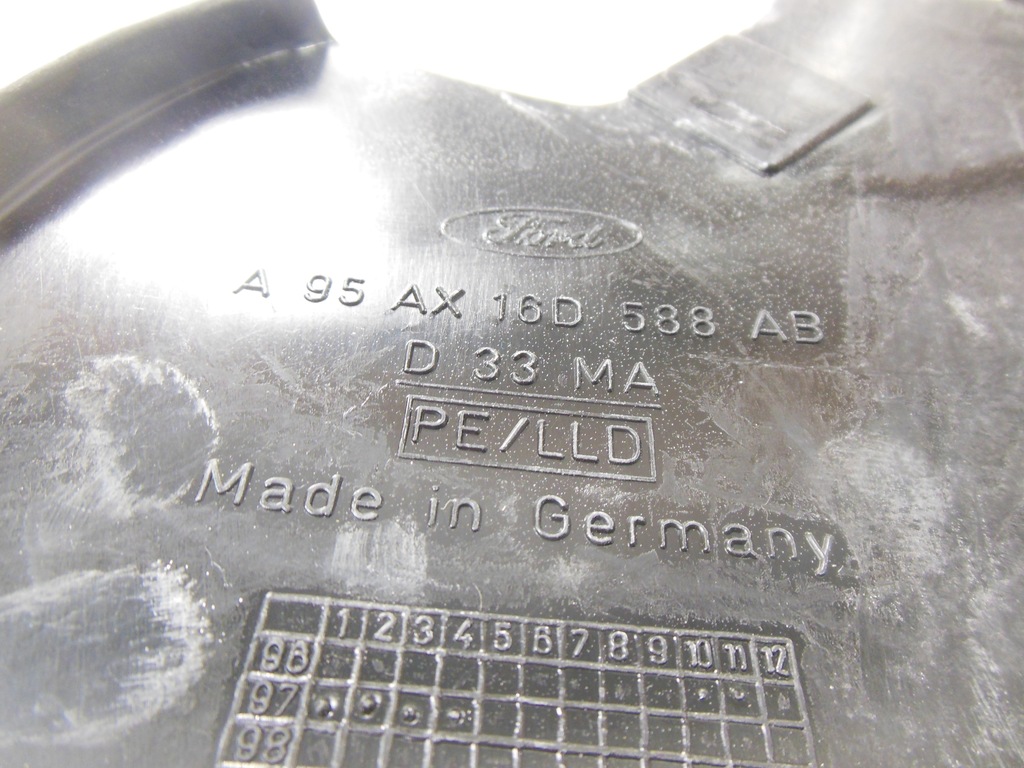 Ford
A 95 AX 16D 588 AB
D 33 MA
PE/LLD
Made in Germany
1 2 3 4 5 6 7 8 9 10 11 12
96
97
98